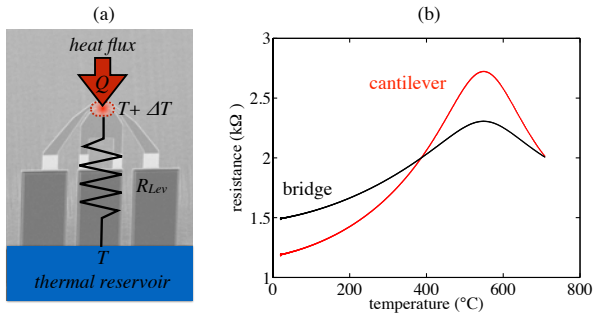 (a)
heat flux
Q
T+ ΔT
R_Lev
T
thermal reservoir
(b)
3
2.5
2
1.5
1
resistance (kΩ)
cantilever
bridge
0
200
400
600
800
temperature (°C)